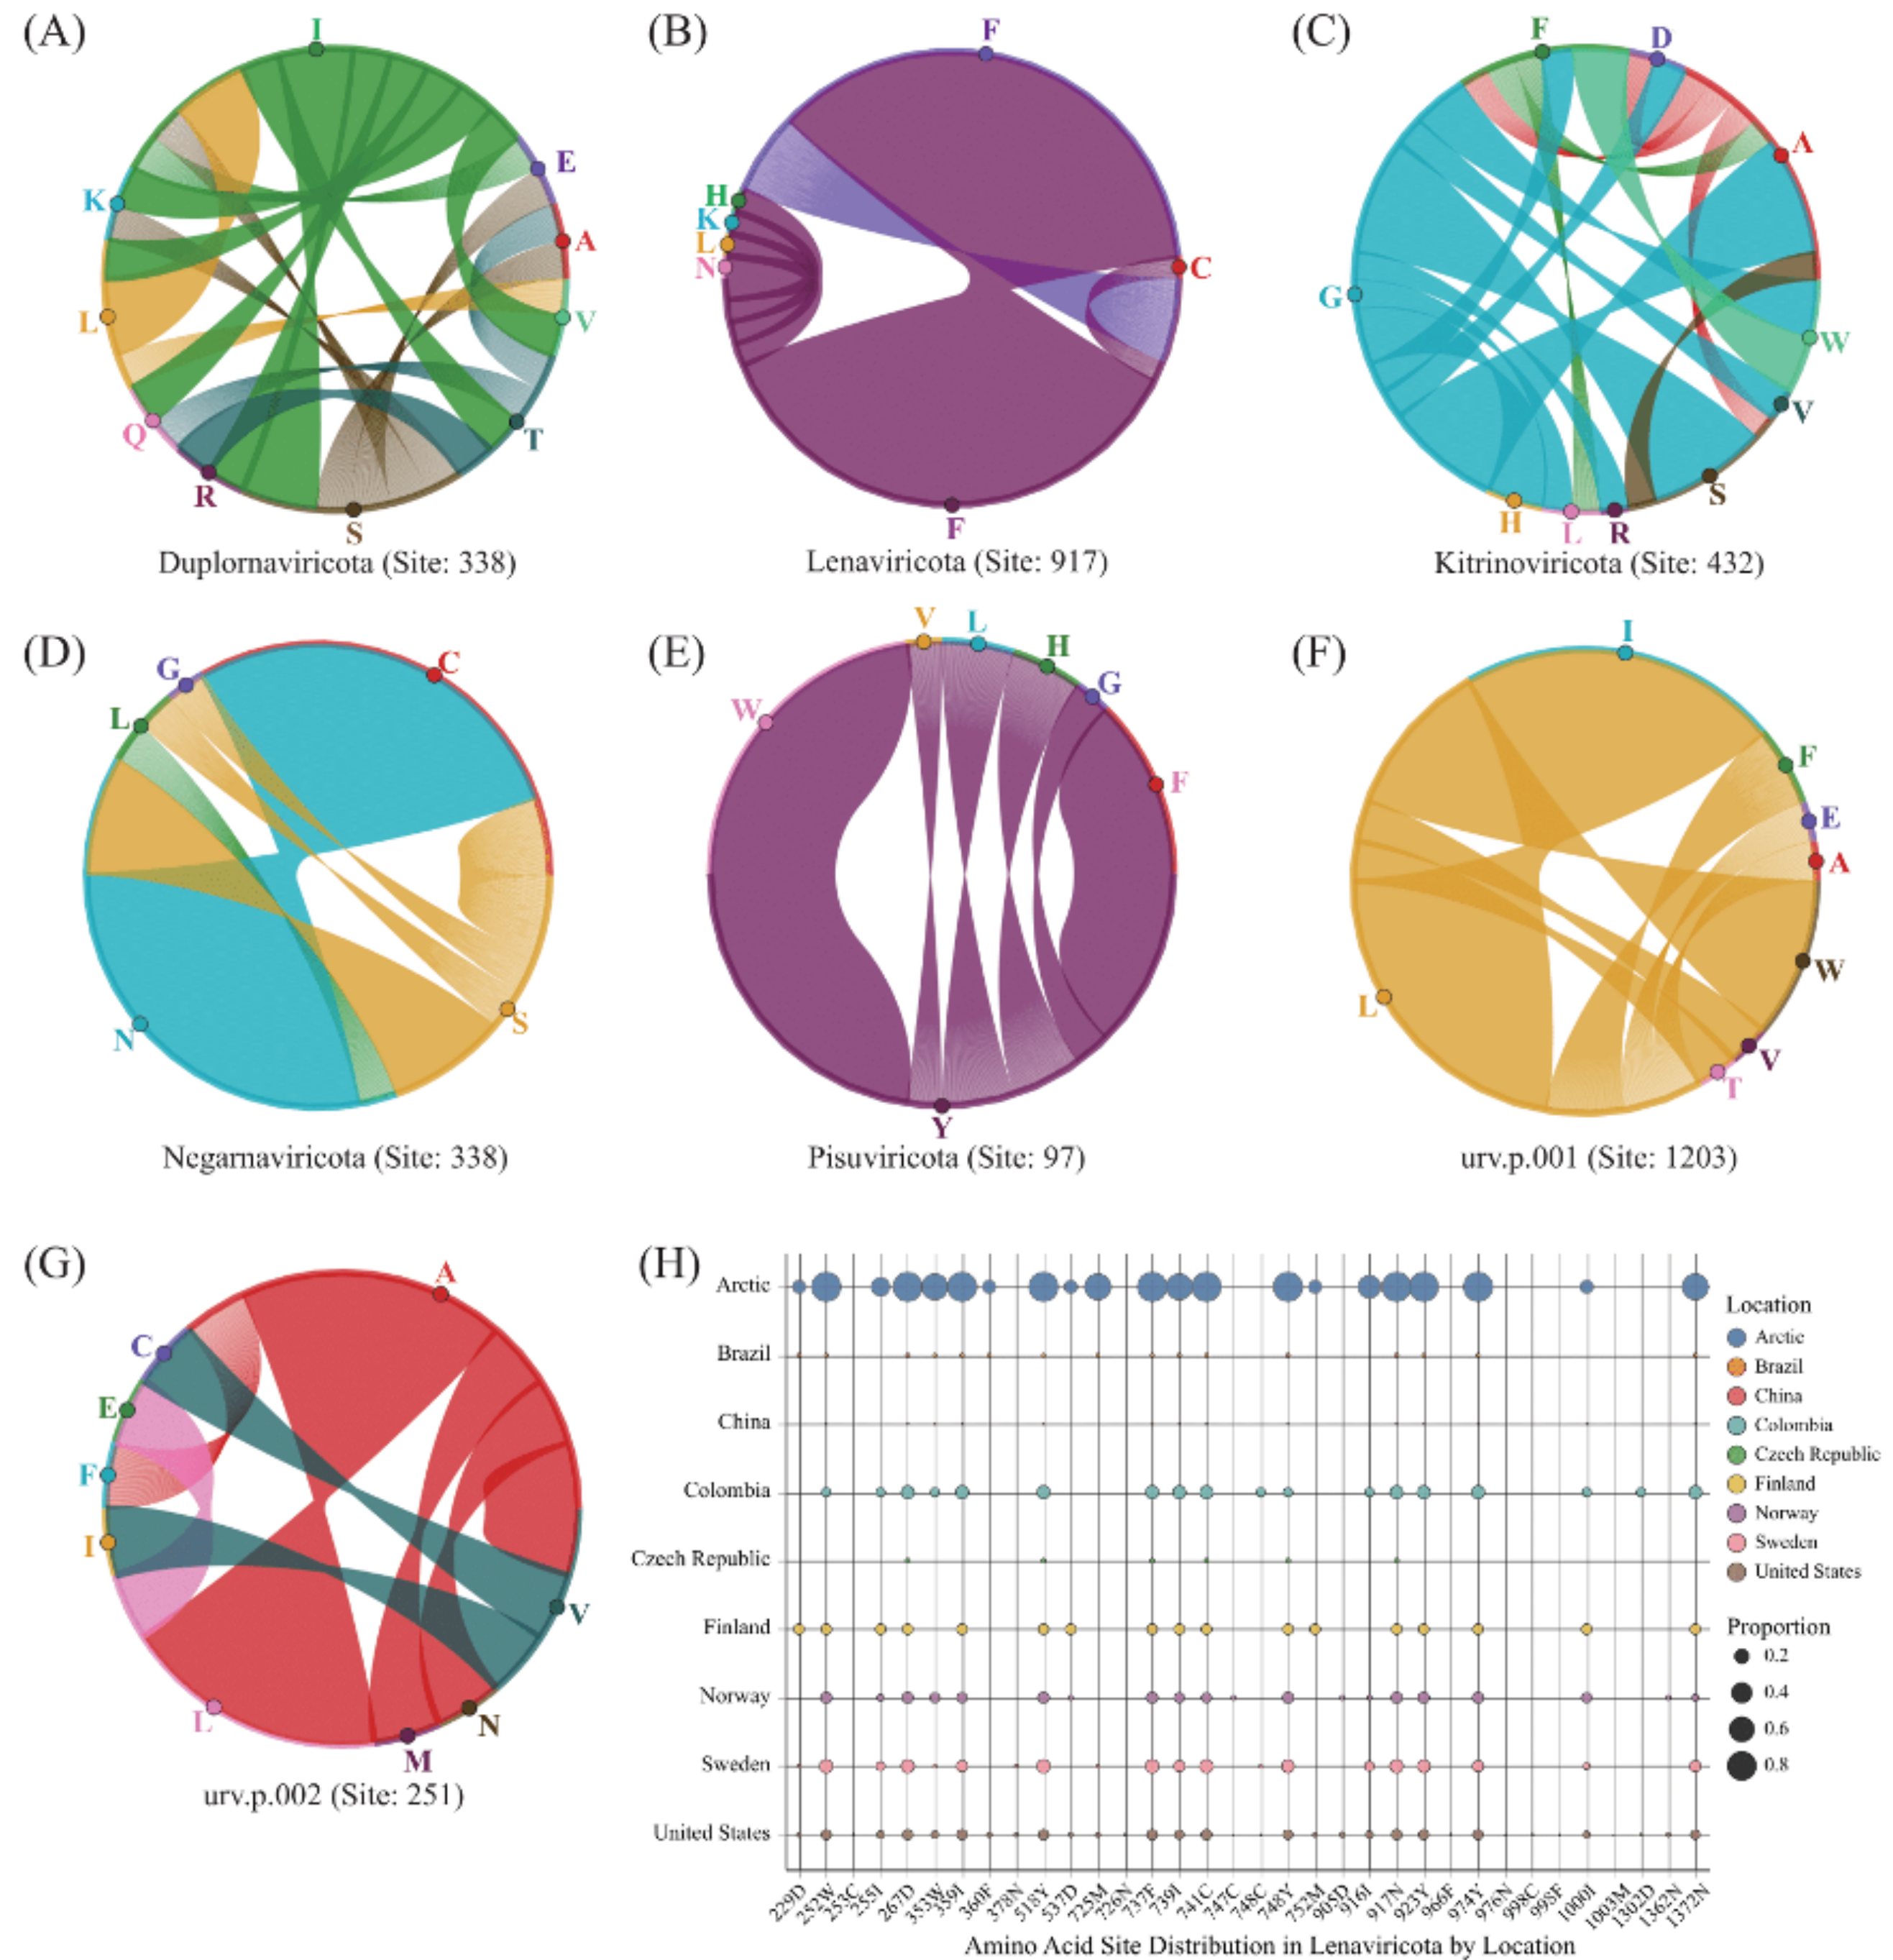 (A)
I
E
A
V
T
S
R
Q
L
K
Duplornaviricota (Site: 338)
(B)
F
C
F
N
L
K
H
Lenaviricota (Site: 917)
(C)
F
D
A
W
V
S
R
L
H
G
Kitrinoviricota (Site: 432)
(D)
G
C
L
N
S
Negarnaviricota (Site: 338)
(E)
V
L
H
G
F
W
Y
Pisuviricota (Site: 97)
(F)
I
F
E
A
W
V
T
L
urv.p.001 (Site: 1203)
(G)
A
C
E
F
I
L
M
N
V
urv.p.002 (Site: 251)
(H)
Arctic
Brazil
China
Colombia
Czech Republic
Finland
Norway
Sweden
United States
229D
252W
253C
255I
267D
353W
359I
360F
378N
518Y
537D
725M
726N
737F
739I
741C
747C
748C
748Y
752M
905D
916I
917N
923Y
966F
974Y
976N
998C
998F
1000I
1003M
1302D
1362N
1372N
Amino Acid Site Distribution in Lenaviricota by Location
Location
Arctic
Brazil
China
Colombia
Czech Republic
Finland
Norway
Sweden
United States
Proportion
0.2
0.4
0.6
0.8